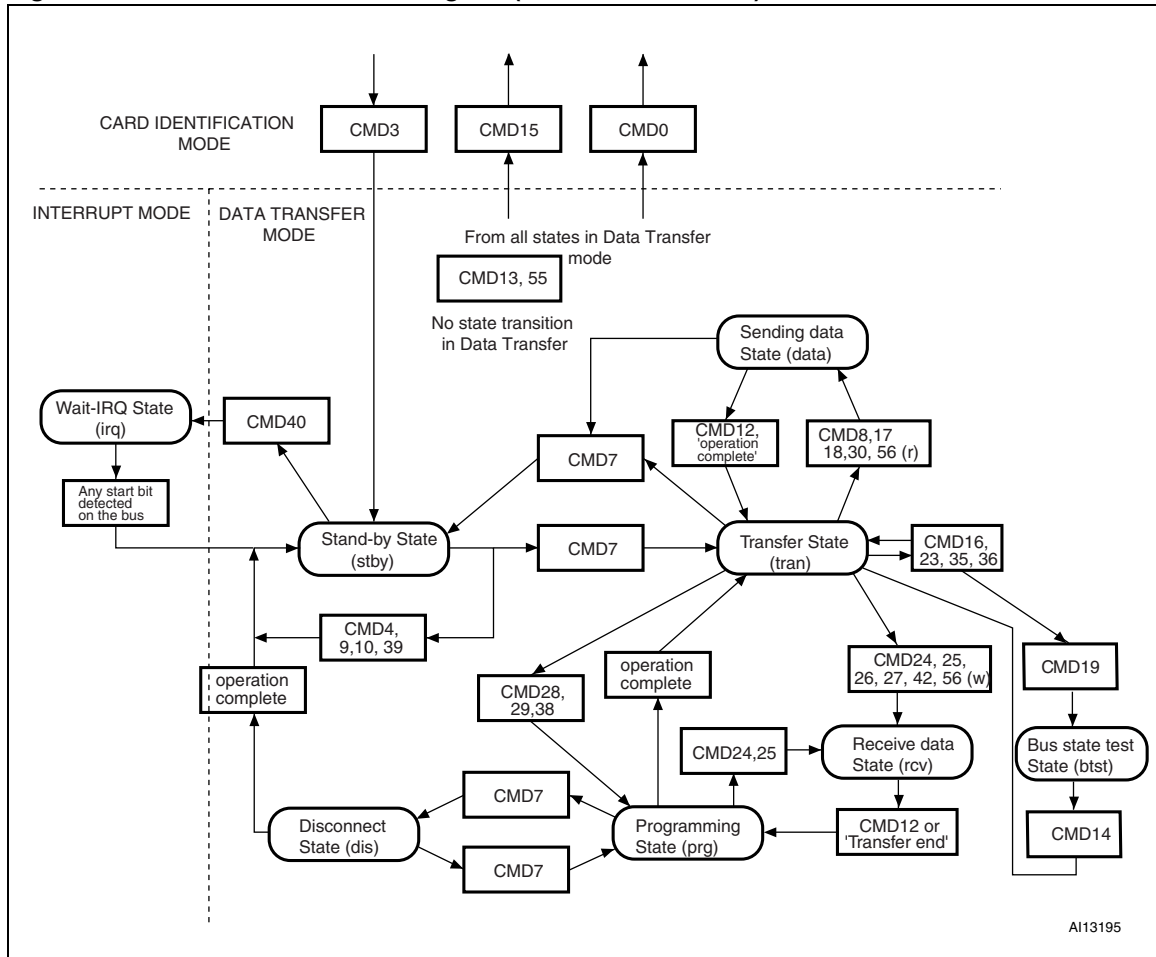 CARD IDENTIFICATION
MODE
CMD3
CMD15
CMD0
INTERRUPT MODE
DATA TRANSFER
MODE
From all states in Data Transfer
mode
CMD13, 55
No state transition
in Data Transfer
Sending data
State (data)
Wait-IRQ State
(irq)
CMD40
CMD7
CMD12,
'operation
complete'
CMD8,17
18,30, 56 (r)
Any start bit
defected
on the bus
Stand-by State
(stby)
CMD7
Transfer State
(tran)
CMD16,
23, 35, 36
CMD4,
9,10, 39
operation
complete
CMD28,
29,38
operation
complete
CMD24, 25,
26, 27, 42, 56 (w)
CMD19
CMD24,25
Receive data
State (rcv)
Bus state test
State (btst)
CMD7
Disconnect
State (dis)
Programming
State (prg)
CMD12 or
'Transfer end'
CMD14
CMD7
AI13195